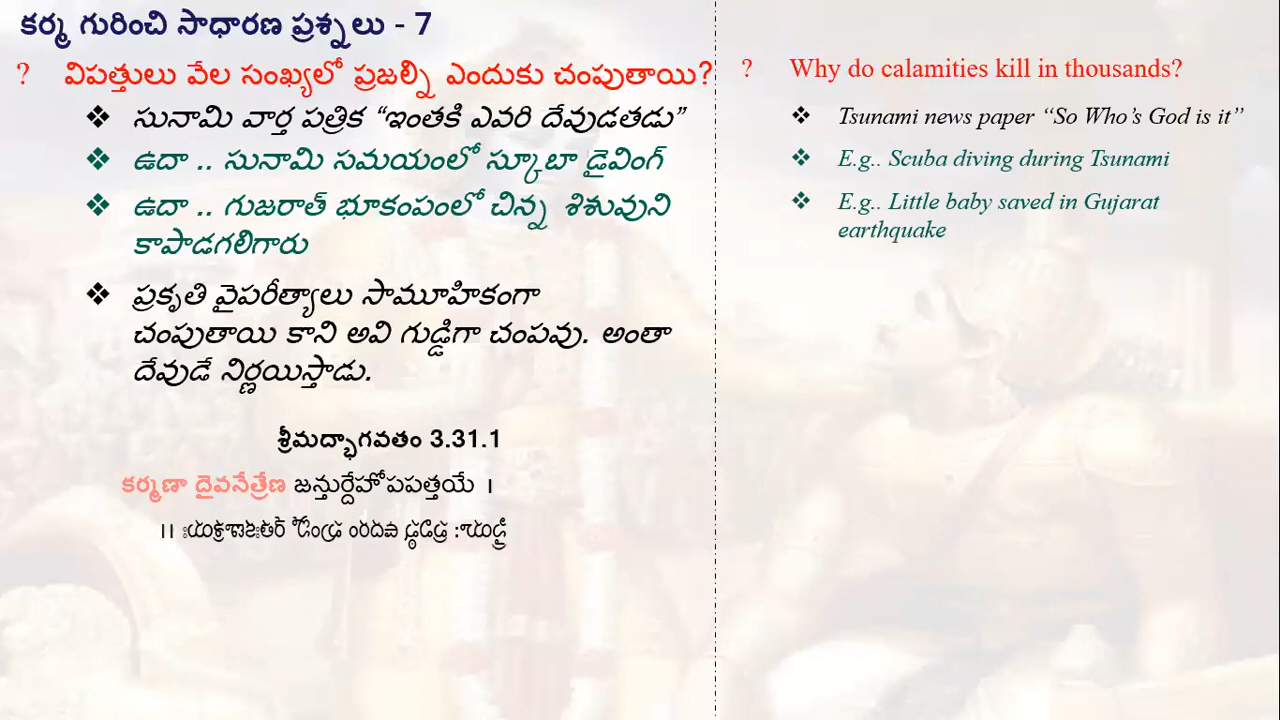 కర్మ గురించి సాధారణ ప్రశ్నలు - 7
? విపత్తులు వేల సంఖ్యలో ప్రజల్ని ఎందుకు చంపుతాయి?
❖ సునామి వార్త పత్రిక “ఇంతకి ఎవరి దేవుడతడు”
❖ ఉదా .. సునామి సమయంలో స్కూబా డైవింగ్
❖ ఉదా .. గుజరాత్ భూకంపంలో చిన్న శిశువుని
కాపాడగలిగారు
❖ ప్రకృతి వైపరీత్యాలు సామూహికంగా
చంపుతాయి కాని అవి గుడ్డిగా చంపవు. అంతా
దేవుడే నిర్ణయిస్తాడు.
శ్రీమద్భాగవతం 3.31.1
కర్మణా దైవనేత్రేణ జన్తుర్దేహోపపత్తయే ।
? Why do calamities kill in thousands?
❖ Tsunami news paper “So Who’s God is it”
❖ E.g.. Scuba diving during Tsunami
❖ E.g.. Little baby saved in Gujarat
earthquake